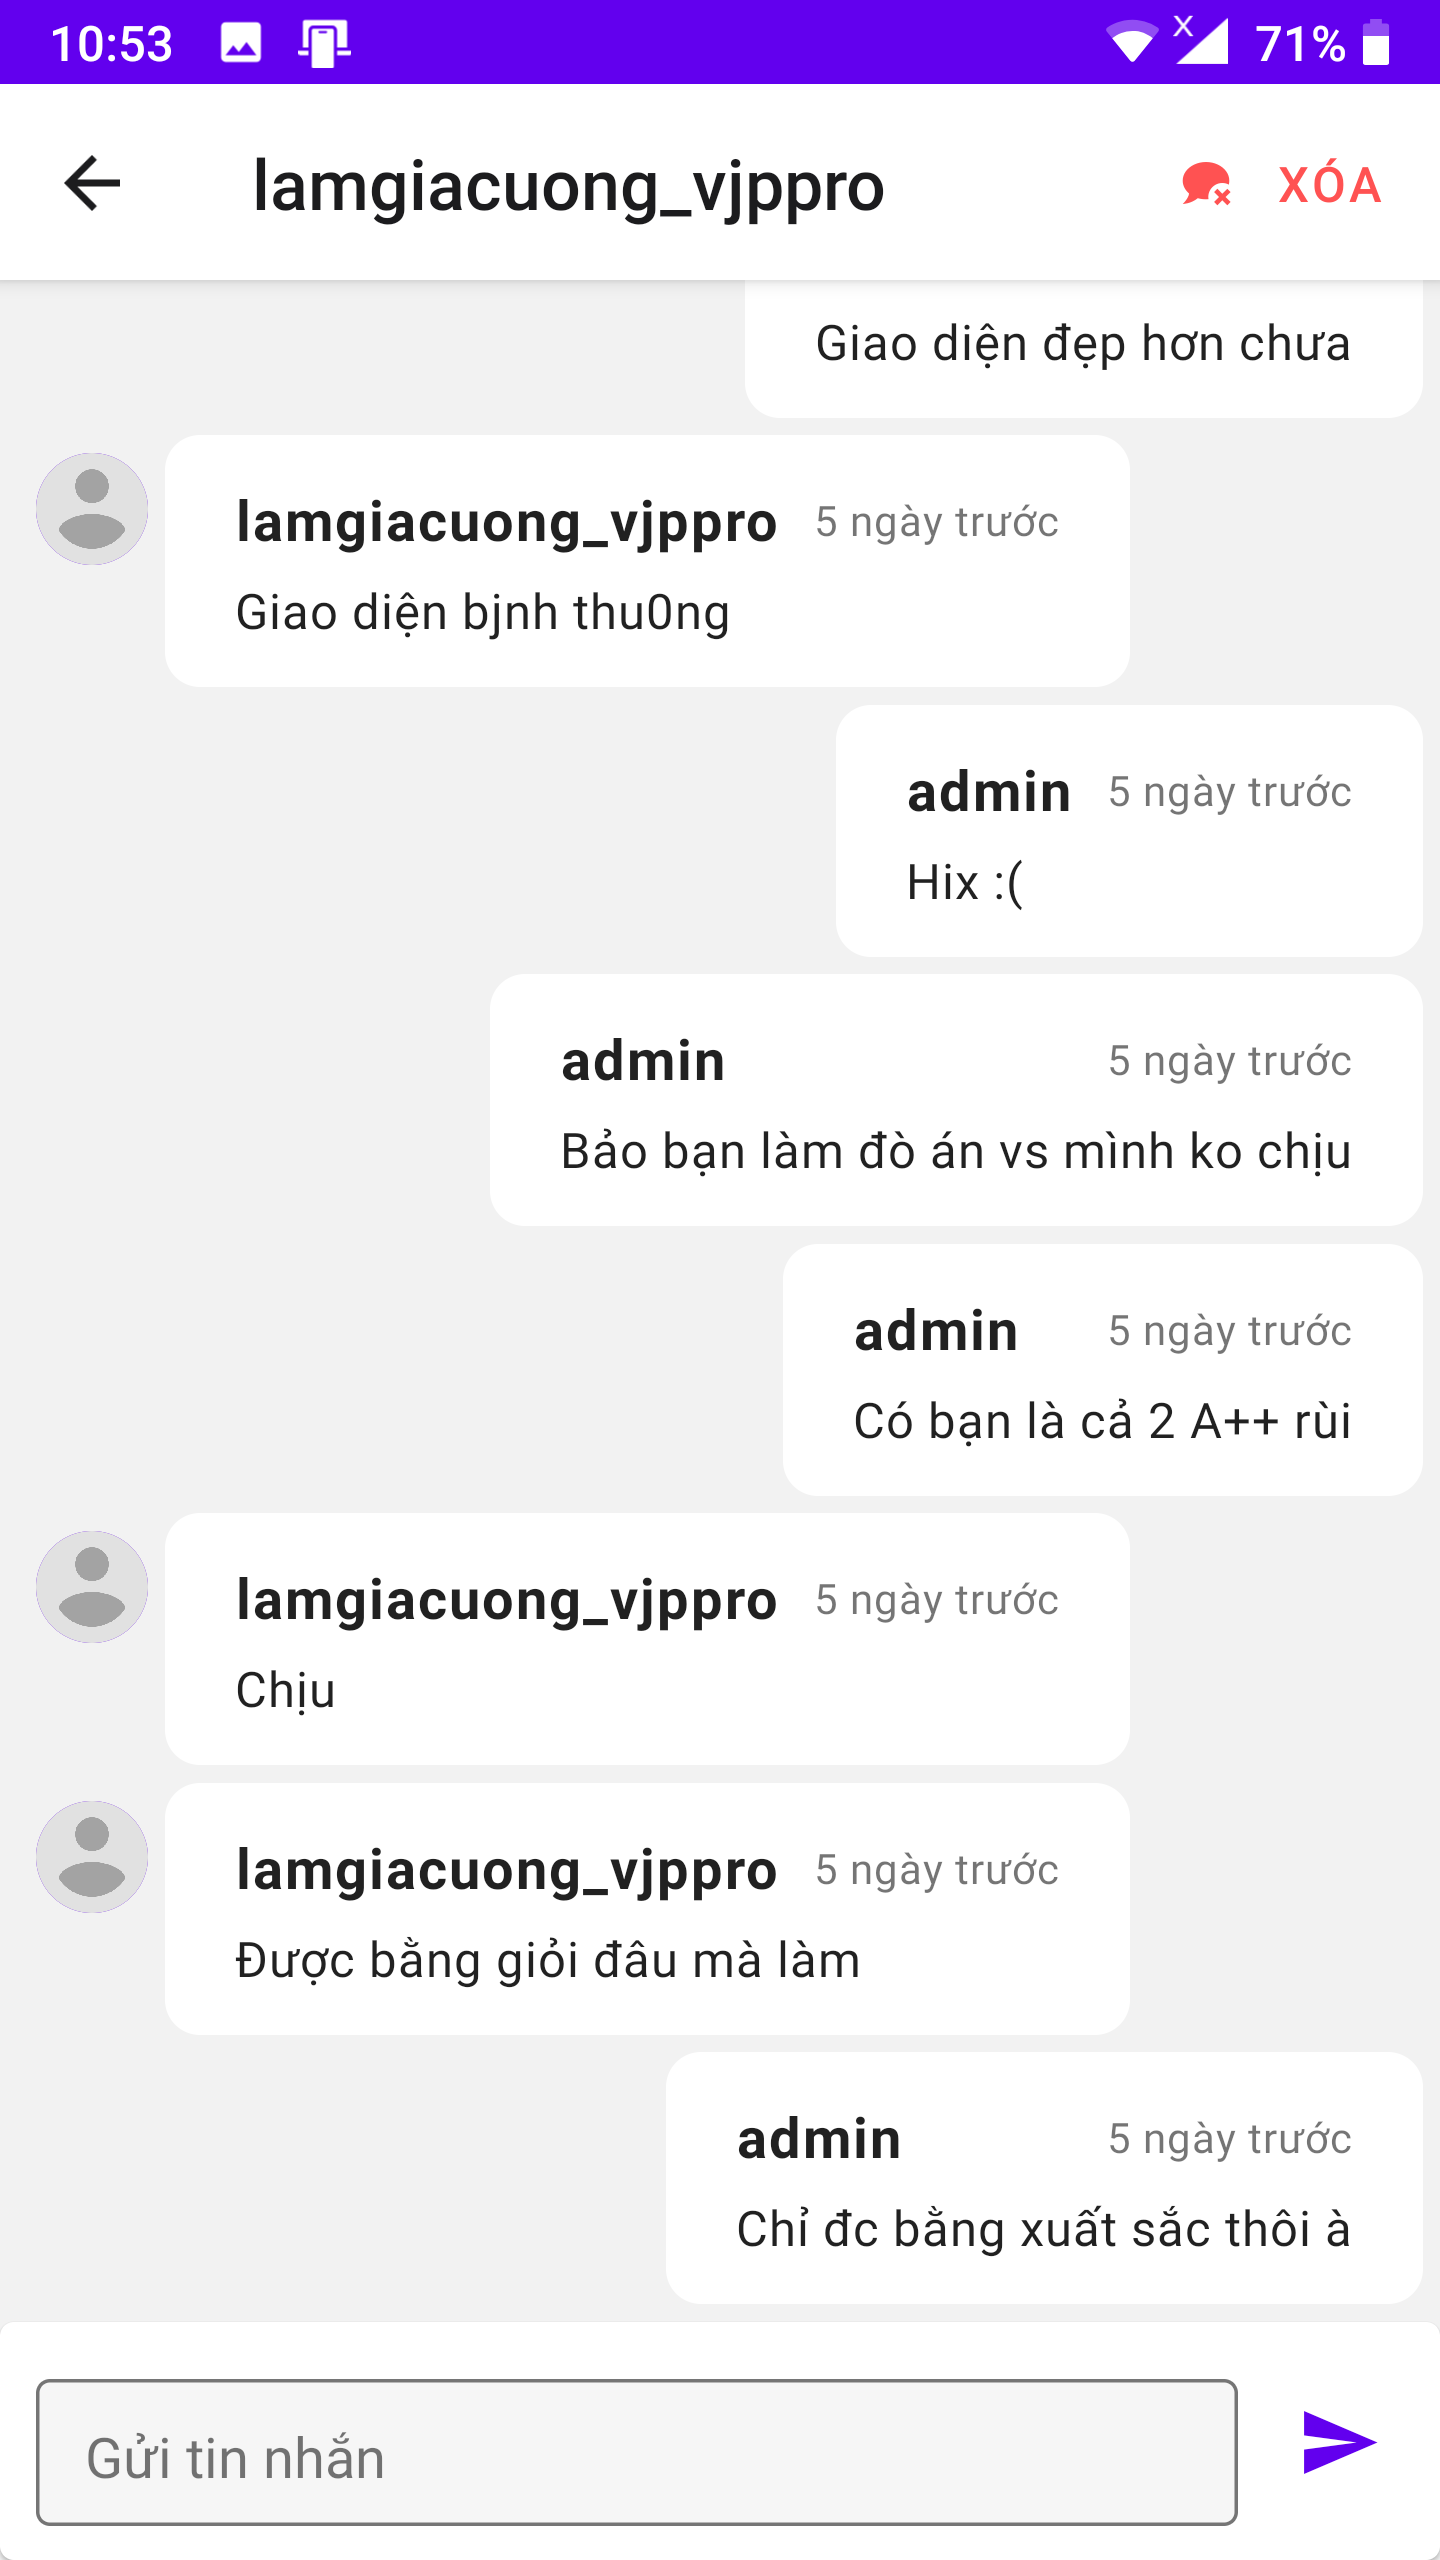 10:53
71%
lamgiacuong_vjppro
XÓA
Giao diện đẹp hơn chưa
lamgiacuong_vjppro 5 ngày trước
Giao diện bjnh thu0ng
admin 5 ngày trước
Hix :(
admin 5 ngày trước
Bảo bạn làm đò án vs mình ko chịu
admin 5 ngày trước
Có bạn là cả 2 A++ rùi
lamgiacuong_vjppro 5 ngày trước
Chịu
lamgiacuong_vjppro 5 ngày trước
Được bằng giỏi đâu mà làm
admin 5 ngày trước
Chỉ đc bằng xuất sắc thôi à
Gửi tin nhắn